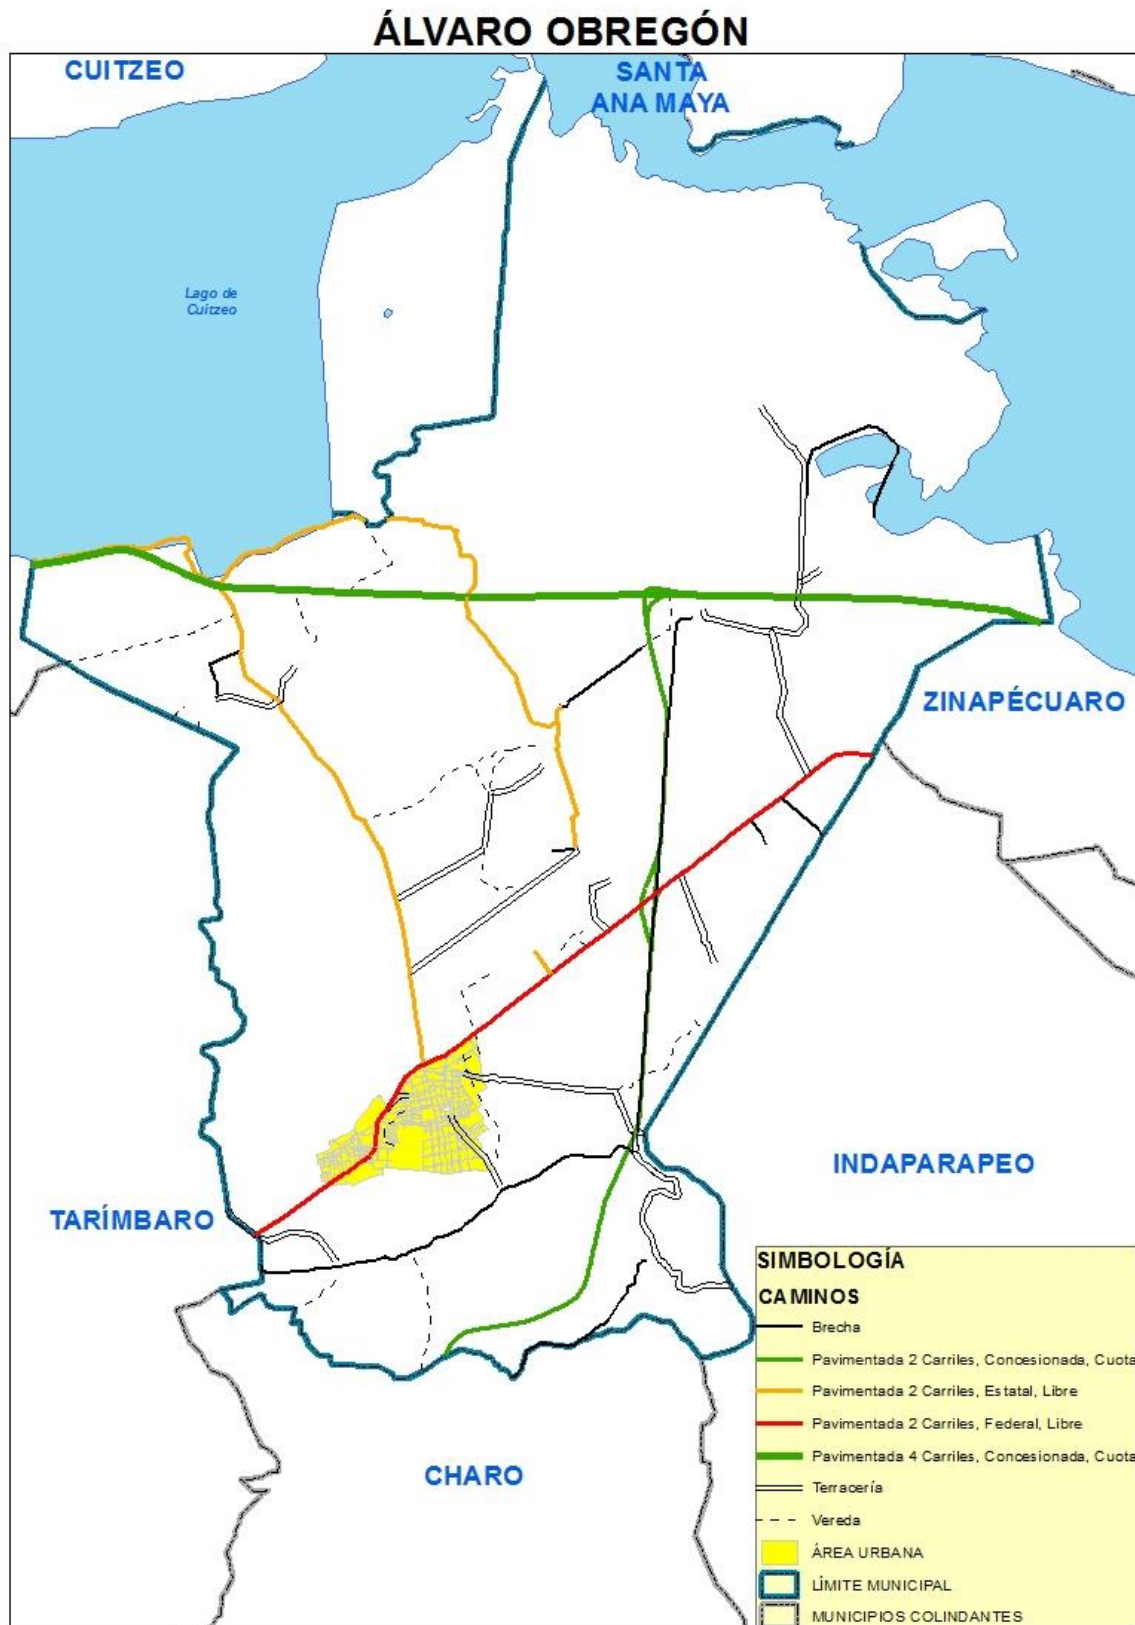 ÁLVARO OBREGÓN
CUITZEO
SANTA
ANA MAYA
Lago de
Cuitzeo
ZINAPÉCUARO
INDAPARAPEO
TARÍMBARO
CHARO
SIMBOLOGÍA
CAMINOS
Brecha
Pavimentada 2 Carriles, Concesionada, Cuota
Pavimentada 2 Carriles, Estatal, Libre
Pavimentada 2 Carriles, Federal, Libre
Pavimentada 4 Carriles, Concesionada, Cuota
Terracería
Vereda
ÁREA URBANA
LÍMITE MUNICIPAL
MUNICIPIOS COLINDANTES